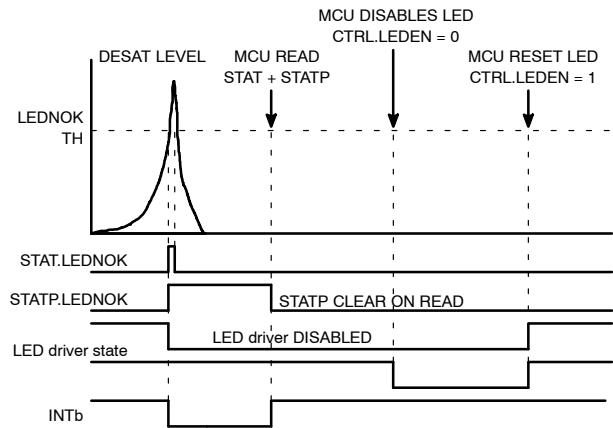 MCU DISABLES LED
CTRL.LEDEN = 0
DESAT LEVEL
MCU READ
STAT + STATP
MCU RESET LED
CTRL.LEDEN = 1
LEDNOK
TH
STAT.LEDNOK
STATP.LEDNOK
STATP CLEAR ON READ
LED driver DISABLED
LED driver state
INTb